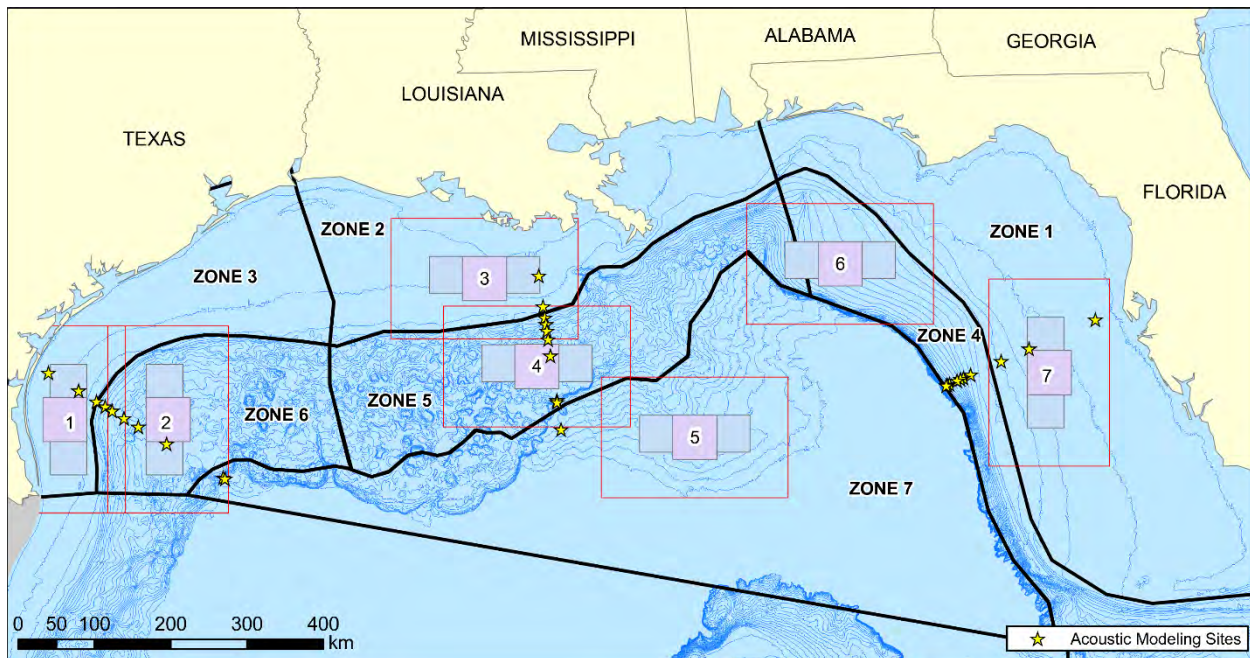 MISSISSIPPI
ALABAMA
GEORGIA
LOUISIANA
TEXAS
FLORIDA
ZONE 2
ZONE 1
ZONE 3
3
6
ZONE 4
4
7
1
2
ZONE 6
ZONE 5
5
ZONE 7
0 50 100 200 300 400
km
Acoustic Modeling Sites